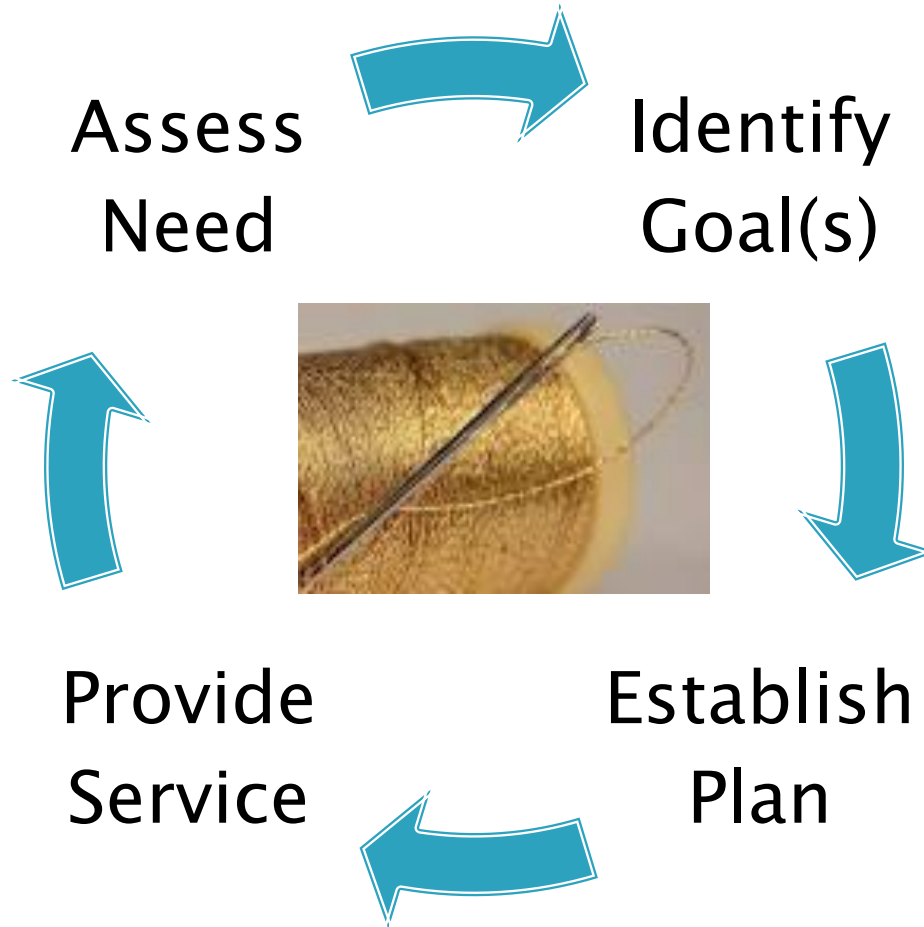 Assess
Need
Identify
Goal(s)
Establish
Plan
Provide
Service